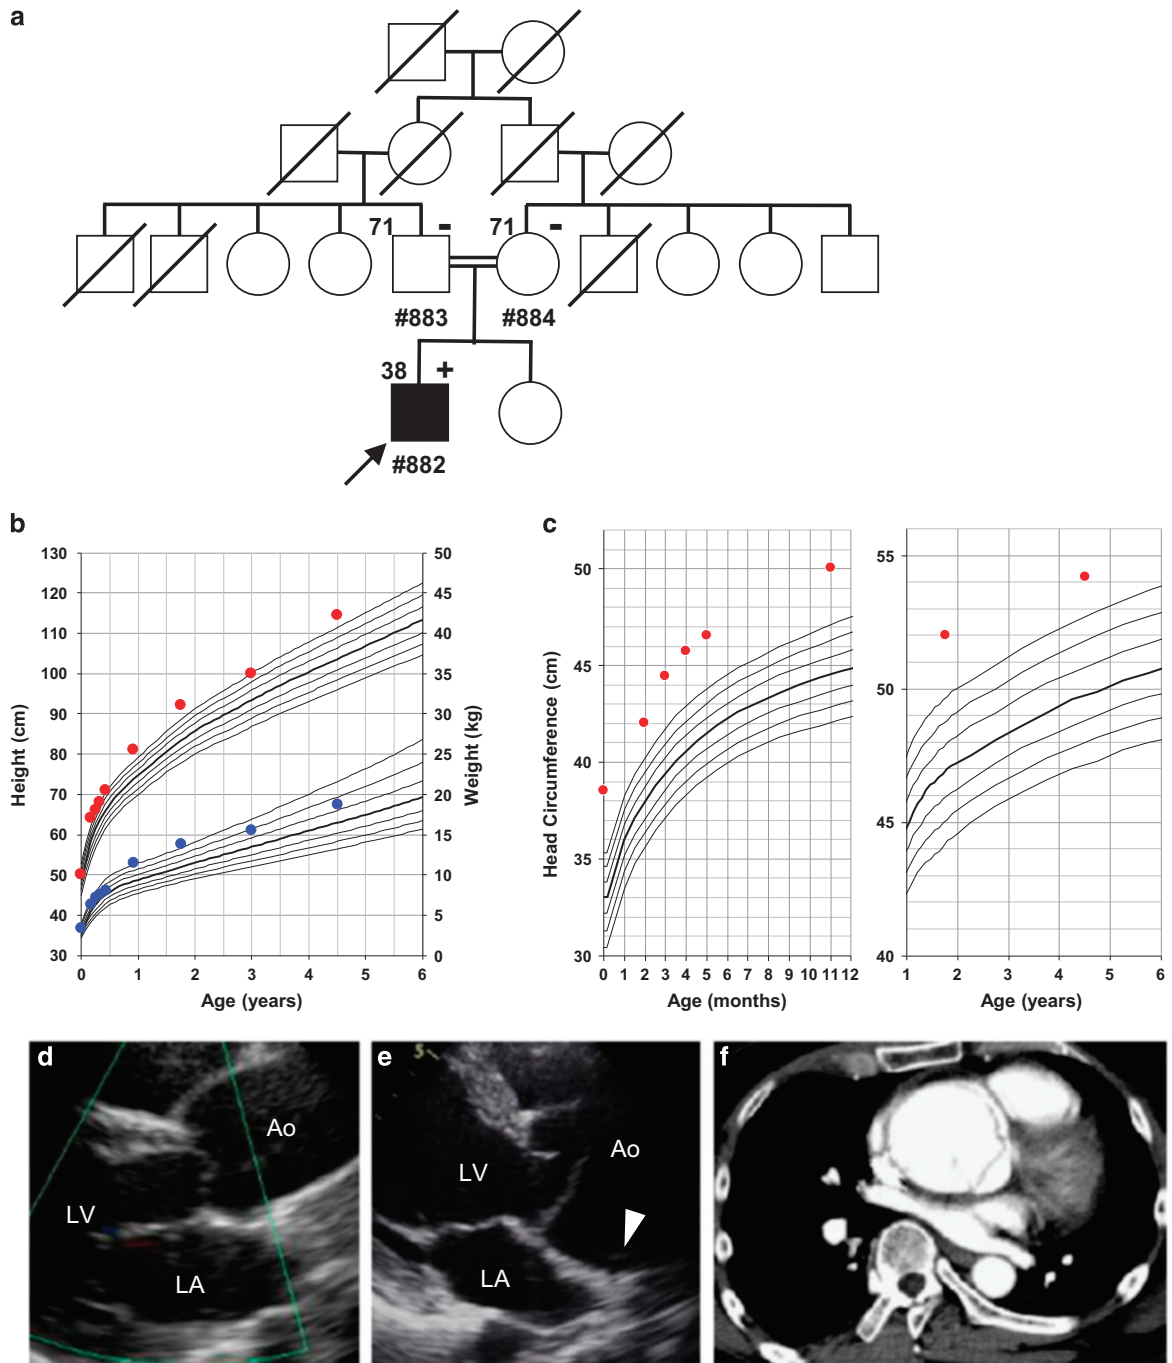 a
71 - 71 -
#883 #884
38 +
#882
b
130
120
110
100
90
80
70
60
50
40
30
Height (cm)
50
45
40
35
30
25
20
15
10
5
0
Weight (kg)
0 1 2 3 4 5 6
Age (years)
c
50
45
40
35
30
Head Circumference (cm)
0 1 2 3 4 5 6 7 8 9 10 11 12
Age (months)
55
50
45
40
1 2 3 4 5 6
Age (years)
d
Ao
LV
LA
e
5
Ao
LV
LA
f